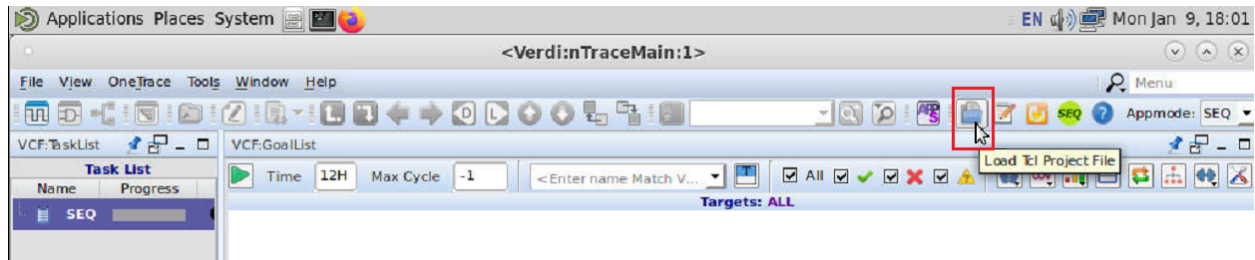 Applications Places System EN Mon Jan 9, 18:01
<Verdi:nTraceMain:1>
File View OneTrace Tools Window Help Menu
APPS SEQ ? Appmode: SEQ
VCF:TaskList VCF:GoalList
Load Tcl Project File
Task List
Time 12H Max Cycle -1 <Enter name Match V... All
Name Progress
Targets: ALL
SEQ